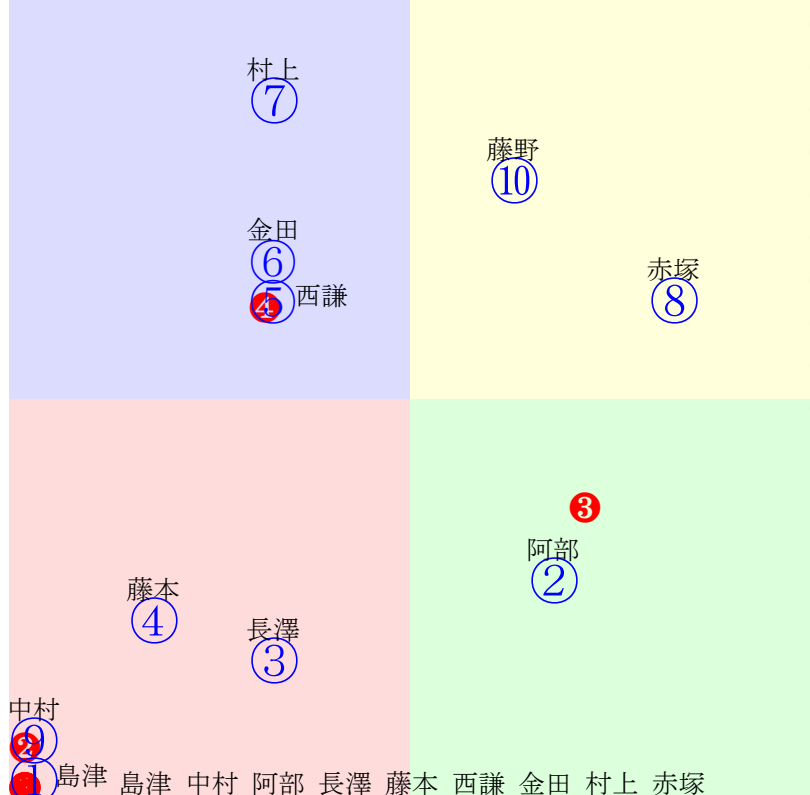 村上
⑦
藤野
⑩
金田
⑥
赤塚
⑧
❹ ⑤ 西謙
❸
阿部
②
藤本
④
長澤
③
中村
❷ ⑨
① 島津 島津 中村 阿部 長澤 藤本 西謙 金田 村上 赤塚